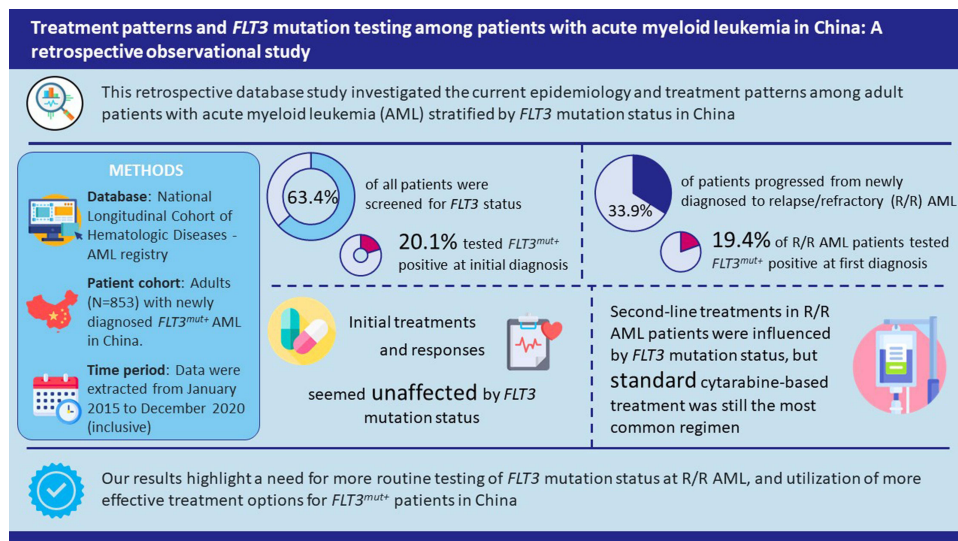 Treatment patterns and FLT3 mutation testing among patients with acute myeloid leukemia in China: A
retrospective observational study
This retrospective database study investigated the current epidemiology and treatment patterns among adult
patients with acute myeloid leukemia (AML) stratified by FLT3 mutation status in China
METHODS
Database: National
Longitudinal Cohort of
Hematologic Diseases -
AML registry
Patient cohort: Adults
(N=853) with newly
diagnosed FLT3mut+ AML
in China.
Time period: Data were
extracted from January
2015 to December 2020
(inclusive)
63.4%
of all patients were
screened for FLT3 status
20.1% tested FLT3mut+
positive at initial diagnosis
33.9%
of patients progressed from newly
diagnosed to relapse/refractory (R/R) AML
19.4% of R/R AML patients tested
FLT3mut+ positive at first diagnosis
Initial treatments
and responses
seemed unaffected by FLT3
mutation status
Second-line treatments in R/R
AML patients were influenced
by FLT3 mutation status, but
standard cytarabine-based
treatment was still the most
common regimen
Our results highlight a need for more routine testing of FLT3 mutation status at R/R AML, and utilization of more
effective treatment options for FLT3mut+ patients in China